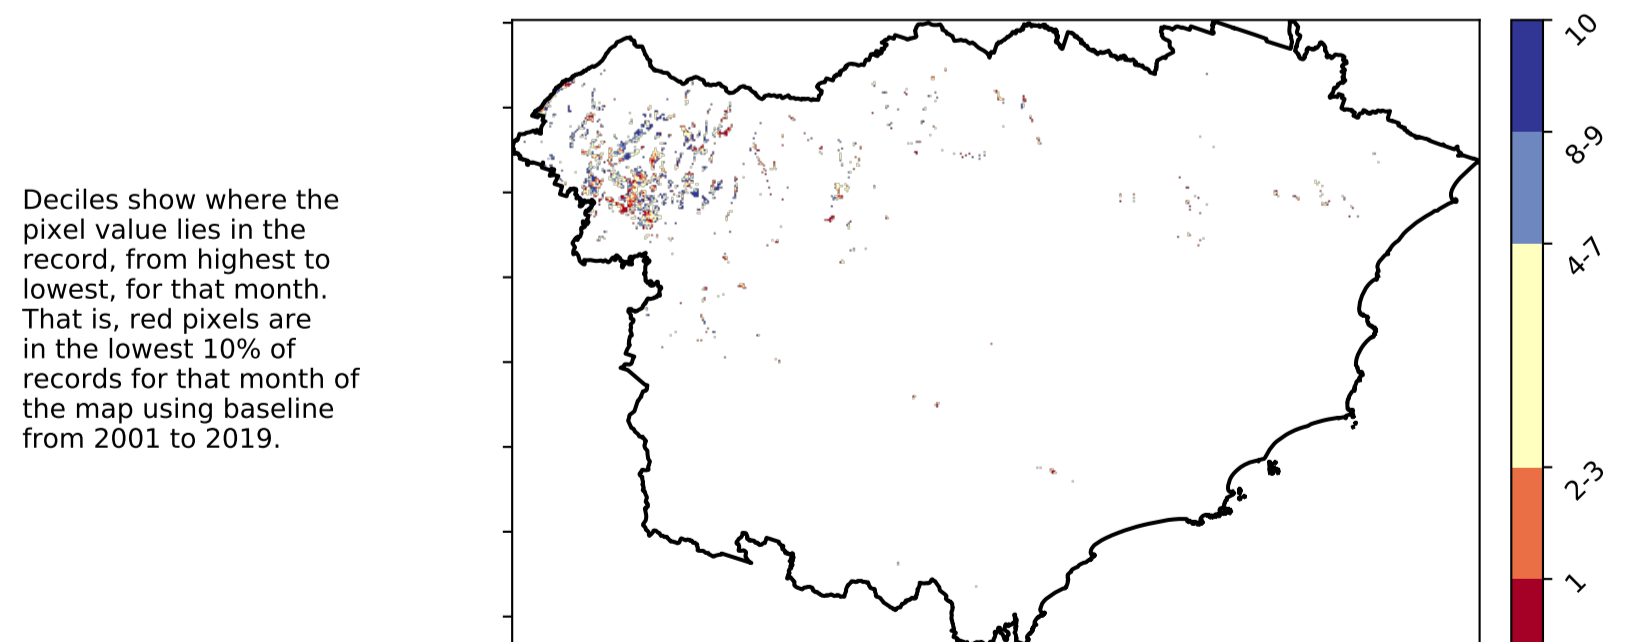 Deciles show where the
pixel value lies in the
record, from highest to
lowest, for that month.
That is, red pixels are
in the lowest 10% of
records for that month of
the map using baseline
from 2001 to 2019.
10
8-9
4-7
2-3
1